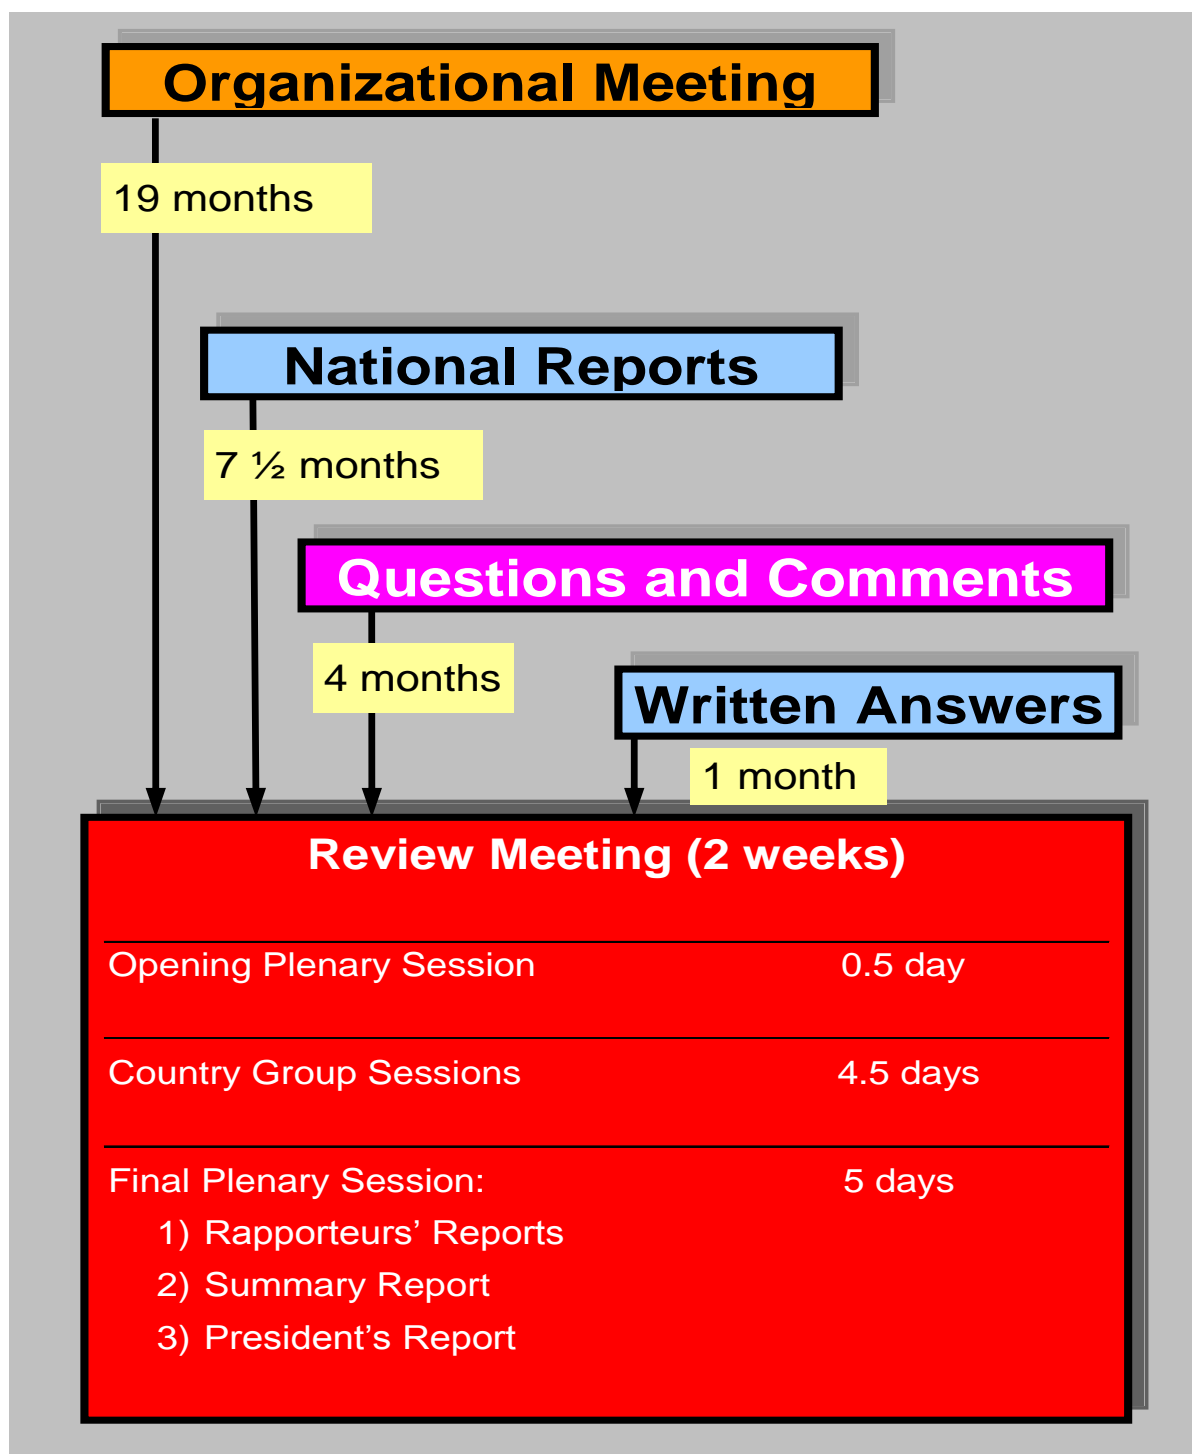 Organizational Meeting
19 months
National Reports
7 ½ months
Questions and Comments
4 months
Written Answers
1 month
Review Meeting (2 weeks)
Opening Plenary Session 0.5 day
Country Group Sessions 4.5 days
Final Plenary Session: 5 days
1) Rapporteurs’ Reports
2) Summary Report
3) President’s Report